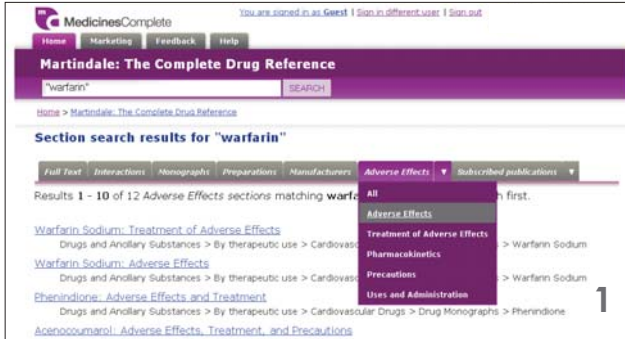 MedicinesComplete
You are signed in as Guest | Sign in different user | Sign out
Home Marketing Feedback Help
Martindale: The Complete Drug Reference
"warfarin" SEARCH
Home > Martindale: The Complete Drug Reference
Section search results for "warfarin"
Full Text Interactions Monographs Preparations Manufacturers Adverse Effects ▼ Subscribed publications ▼
Results 1 - 10 of 12 Adverse Effects sections matching warfa h first.
All
Adverse Effects
Treatment of Adverse Effects
Pharmacokinetics
Precautions
Uses and Administration
Warfarin Sodium: Treatment of Adverse Effects
Drugs and Ancillary Substances > By therapeutic use > Cardiovasc s > Warfarin Sodium
Warfarin Sodium: Adverse Effects
Drugs and Ancillary Substances > By therapeutic use > Cardiovasc s > Warfarin Sodium
Phenindione: Adverse Effects and Treatment
Drugs and Ancillary Substances > By therapeutic use > Cardiovascular Drugs > Drug Monographs > Phenindione
Acenocoumarol: Adverse Effects, Treatment, and Precautions
1